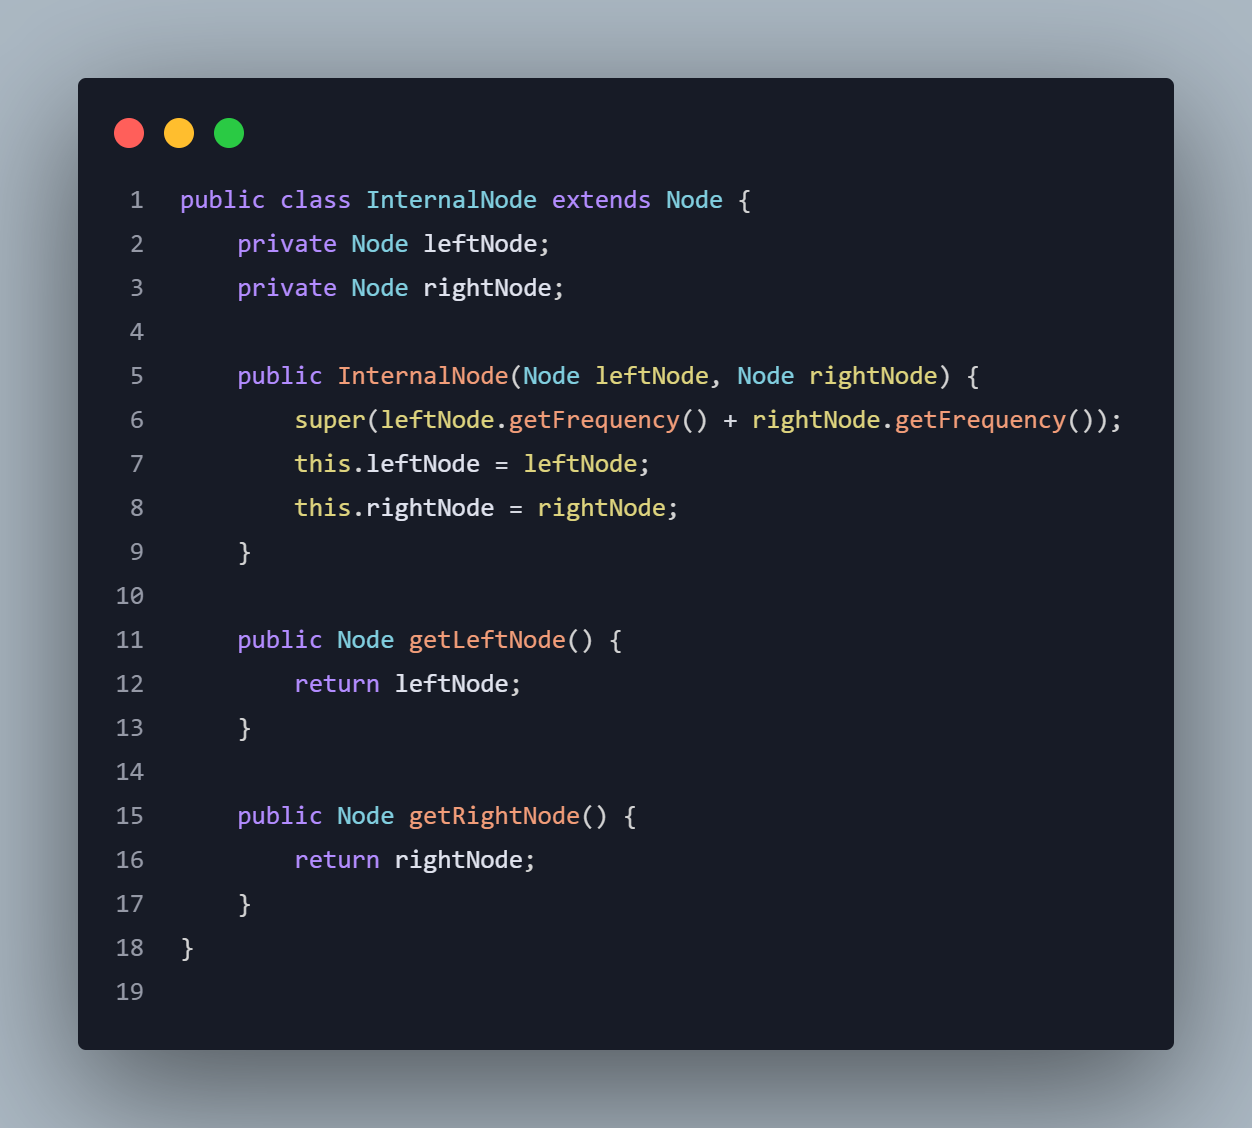 1 public class InternalNode extends Node {
2     private Node leftNode;
3     private Node rightNode;
4
5     public InternalNode(Node leftNode, Node rightNode) {
6         super(leftNode.getFrequency() + rightNode.getFrequency());
7         this.leftNode = leftNode;
8         this.rightNode = rightNode;
9     }
10
11     public Node getLeftNode() {
12         return leftNode;
13     }
14
15     public Node getRightNode() {
16         return rightNode;
17     }
18 }
19